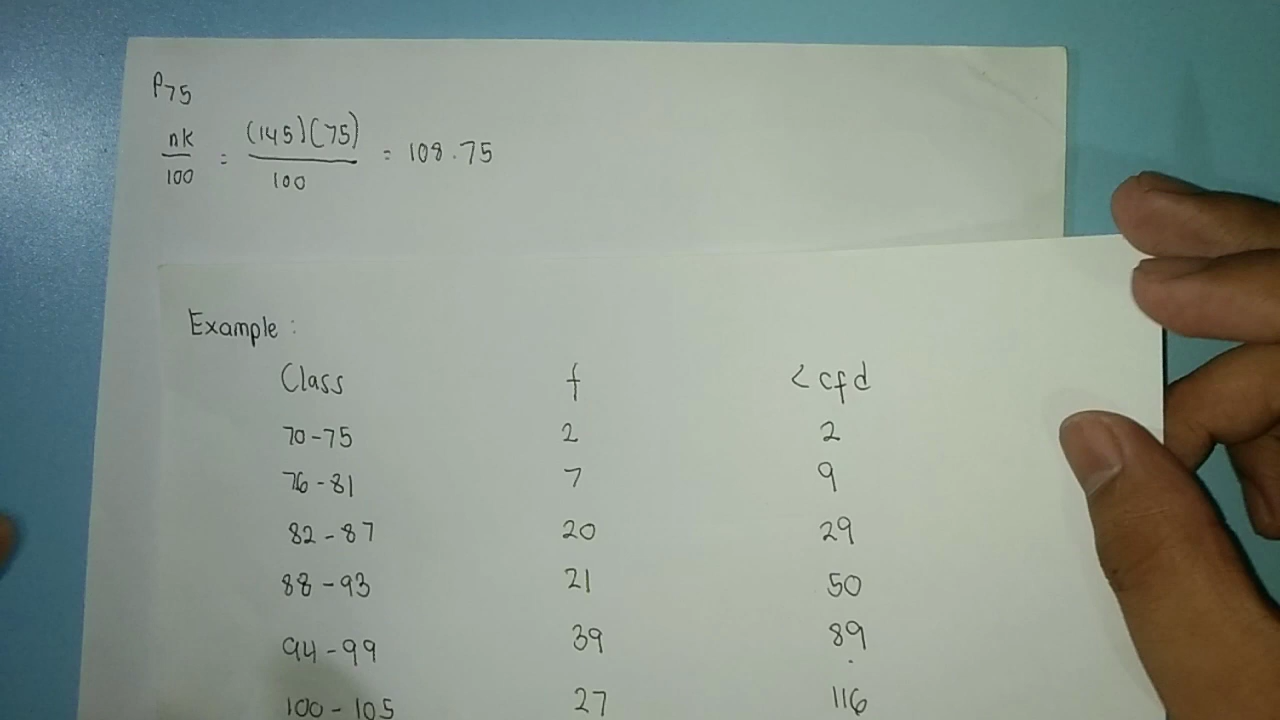 P75
nk/100 = (145)(75)/100 = 108.75
Example:
Class f <cfd
70-75 2 2
76-81 7 9
82-87 20 29
88-93 21 50
94-99 39 89
100-105 27 116